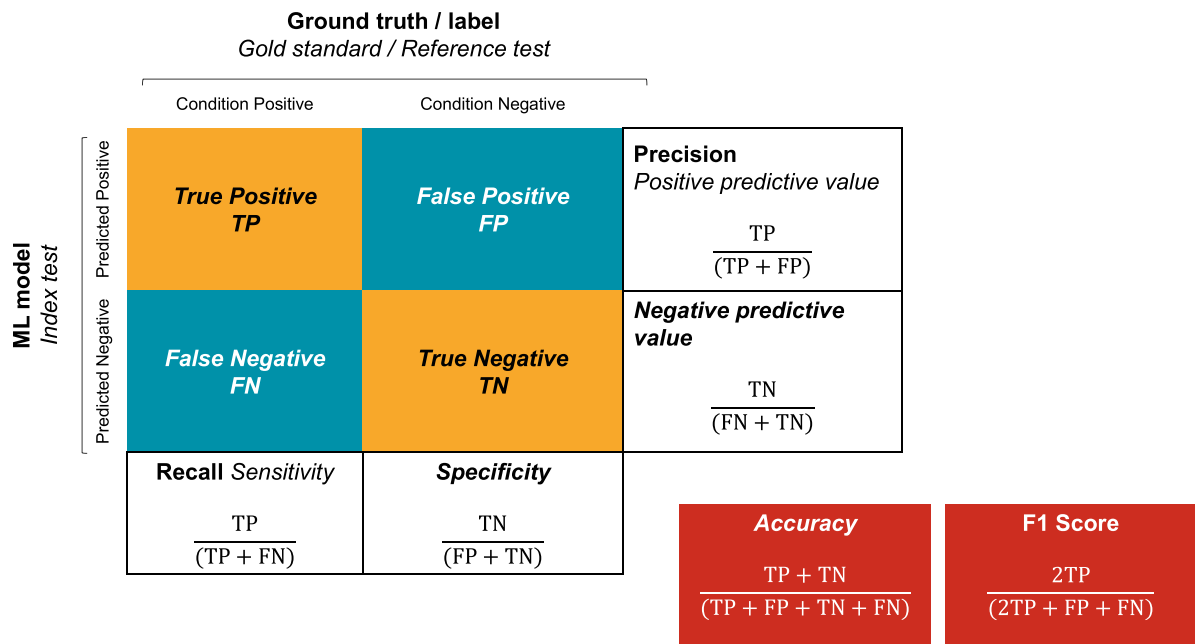 Ground truth / label
Gold standard / Reference test
Condition Positive
Condition Negative
ML model
Index test
Predicted Positive
Predicted Negative
True Positive
TP
False Positive
FP
Precision
Positive predictive value
TP
(TP + FP)
False Negative
FN
True Negative
TN
Negative predictive
value
TN
(FN + TN)
Recall Sensitivity
TP
(TP + FN)
Specificity
TN
(FP + TN)
Accuracy
TP + TN
(TP + FP + TN + FN)
F1 Score
2TP
(2TP + FP + FN)